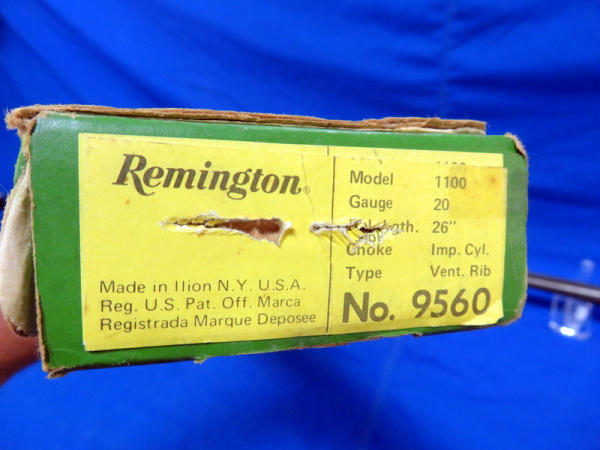 Remington®
Made in Ilion N.Y. U.S.A.
Reg. U.S. Pat. Off. Marca
Registrada Marque Deposee
Model 1100
Gauge 20
26"
Choke Imp. Cyl.
Type Vent. Rib
No. 9560